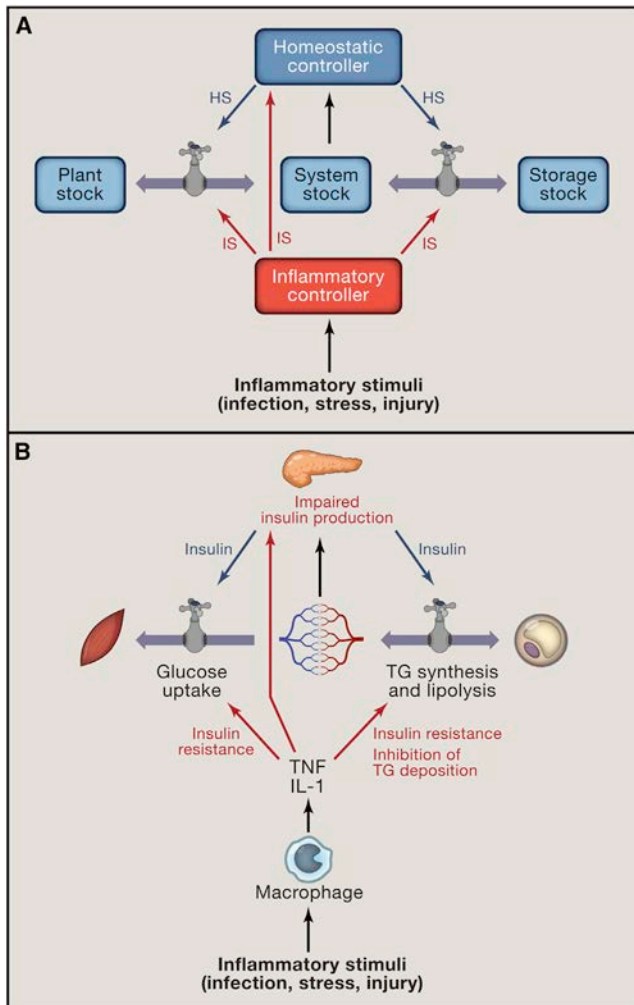 A
Homeostatic
controller
HS
HS
Plant
stock
System
stock
Storage
stock
IS
IS
IS
Inflammatory
controller
Inflammatory stimuli
(infection, stress, injury)
B
Impaired
insulin production
Insulin
Insulin
Glucose
uptake
TG synthesis
and lipolysis
Insulin
resistance
Insulin resistance
Inhibition of
TG deposition
TNF
IL-1
Macrophage
Inflammatory stimuli
(infection, stress, injury)